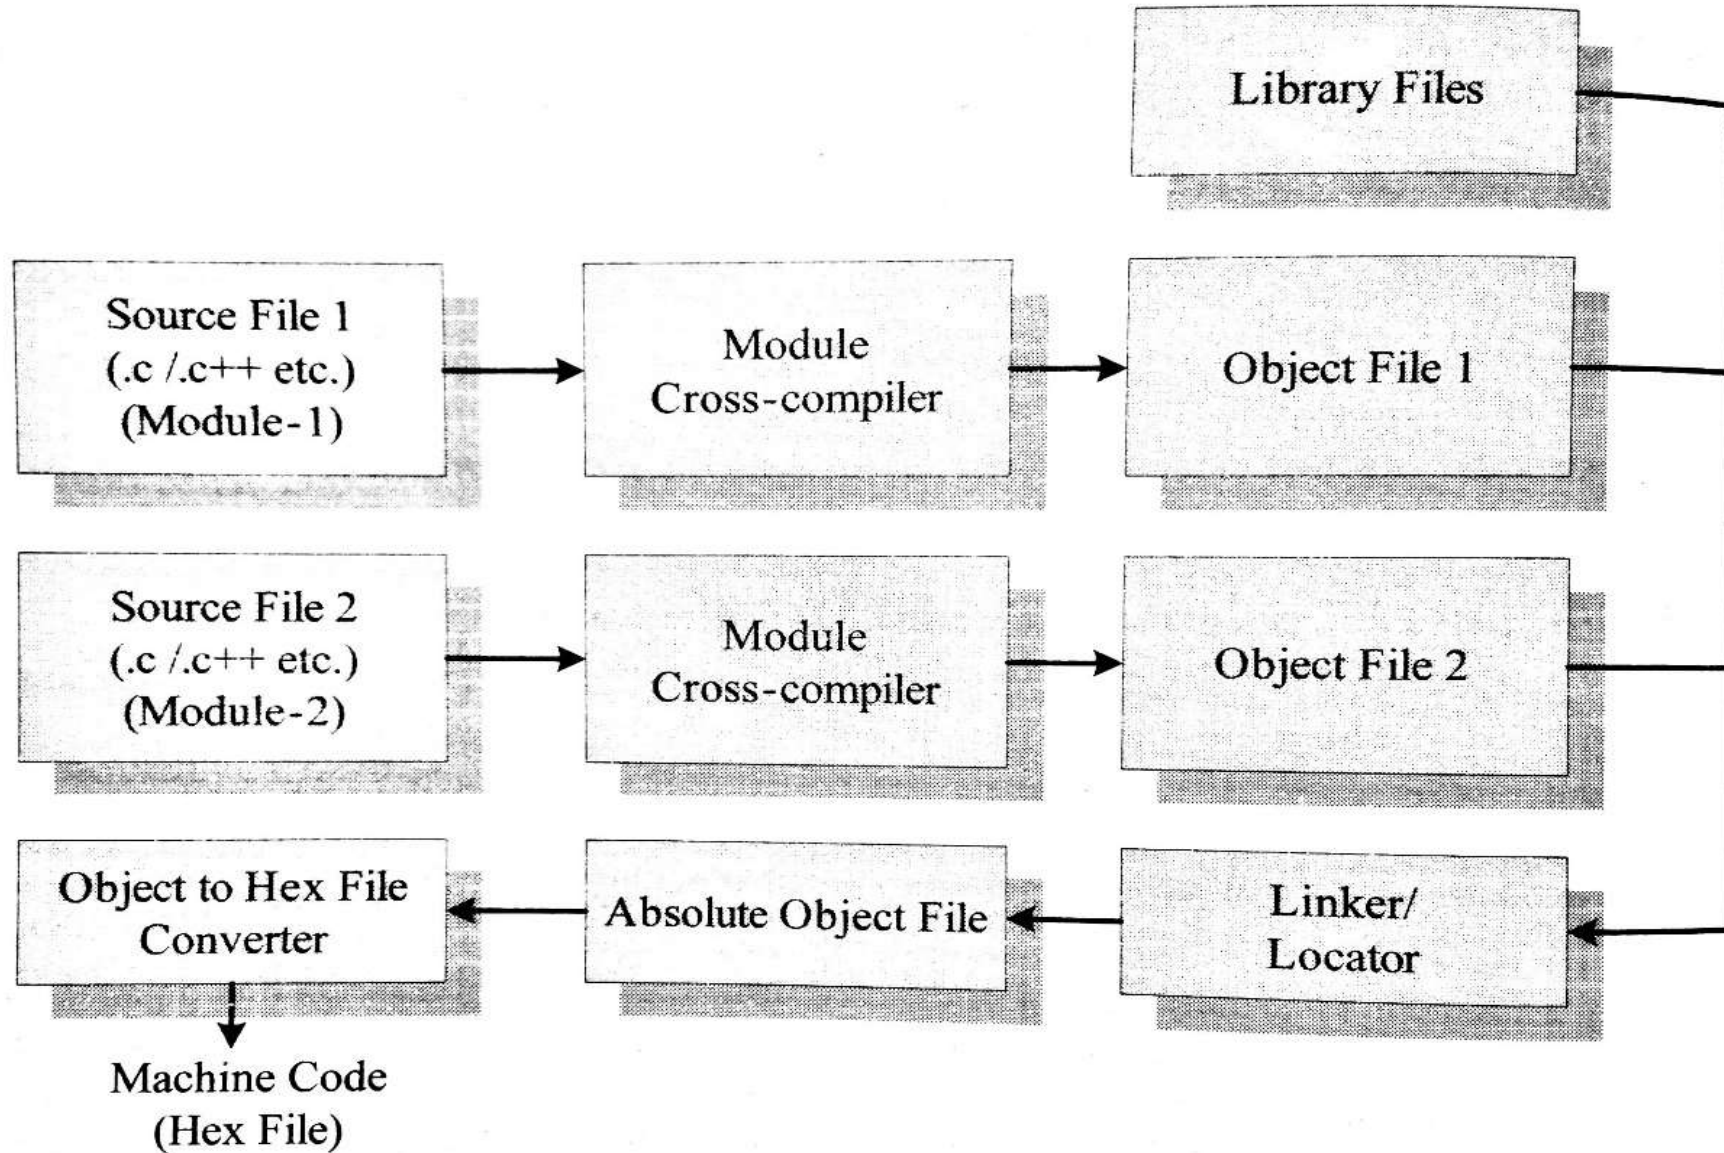 Library Files
Source File 1
(.c /.c++ etc.)
(Module-1)
Module
Cross-compiler
Object File 1
Source File 2
(.c /.c++ etc.)
(Module-2)
Module
Cross-compiler
Object File 2
Object to Hex File
Converter
Absolute Object File
Linker/
Locator
Machine Code
(Hex File)